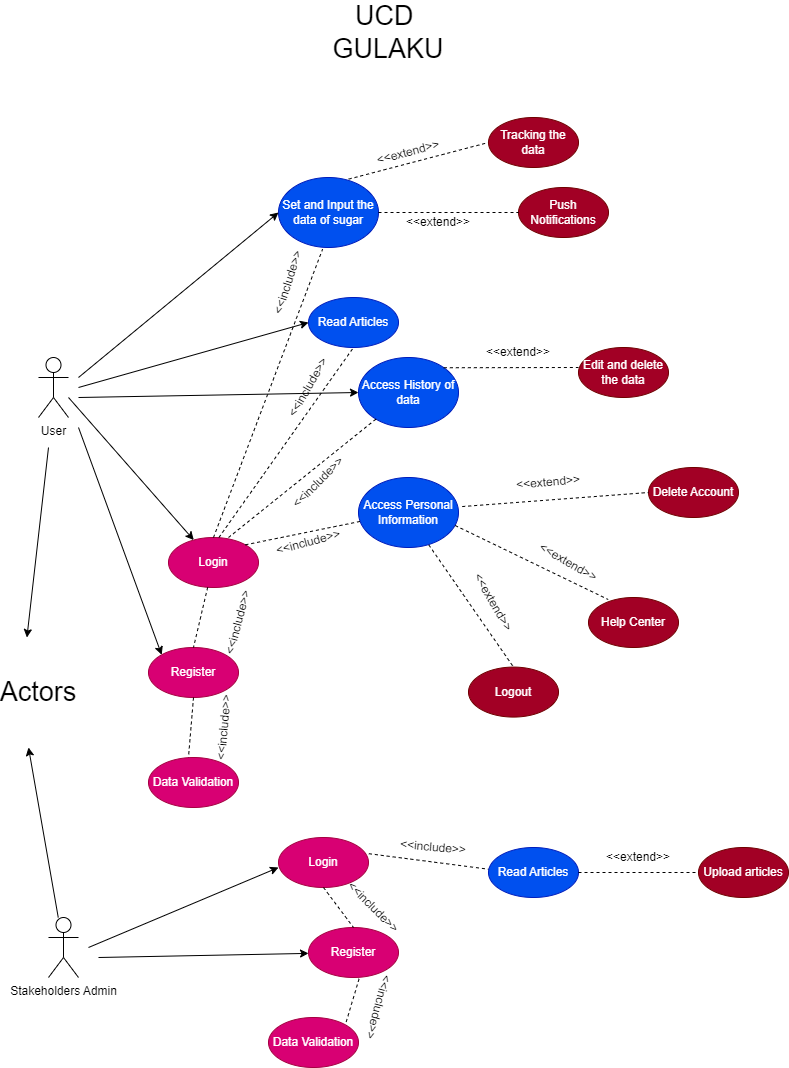 UCD
GULAKU
Tracking the
data
<<extend>>
Set and Input the
data of sugar
<<extend>>
Push
Notifications
<<include>>
Read Articles
<<include>>
Access History of
data
<<extend>>
Edit and delete
the data
User
<<include>>
Access Personal
Information
<<extend>>
Delete Account
Login
<<include>>
<<extend>>
<<extend>>
Help Center
<<include>>
Register
Logout
Actors
<<include>>
Data Validation
Login
<<include>>
Read Articles
<<extend>>
Upload articles
<<include>>
Register
Stakeholders Admin
<<include>>
Data Validation